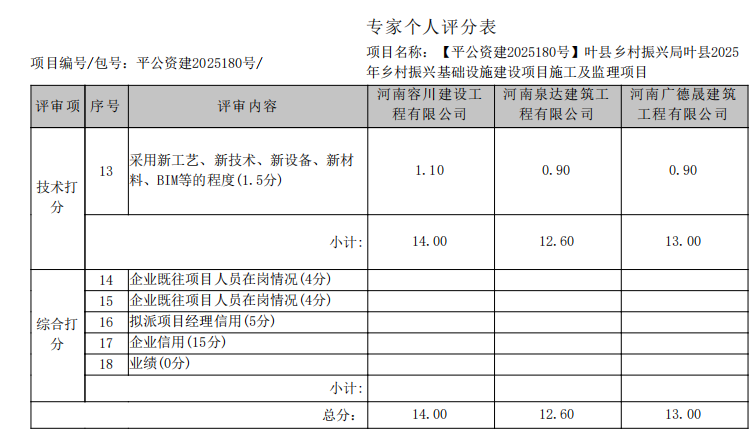 专家个人评分表
项目编号/包号：平公资建2025180号/
项目名称：【平公资建2025180号】叶县乡村振兴局叶县2025
年乡村振兴基础设施建设项目施工及监理项目
评审项 序号 评审内容 河南容川建设工程有限公司 河南泉达建筑工程有限公司 河南广德晟建筑工程有限公司
技术打分
13 采用新工艺、新技术、新设备、新材料、BIM等的程度(1.5分) 1.10 0.90 0.90
小计: 14.00 12.60 13.00
综合打分
14 企业既往项目人员在岗情况(4分)
15 企业既往项目人员在岗情况(4分)
16 拟派项目经理信用(5分)
17 企业信用(15分)
18 业绩(0分)
小计:
总分： 14.00 12.60 13.00